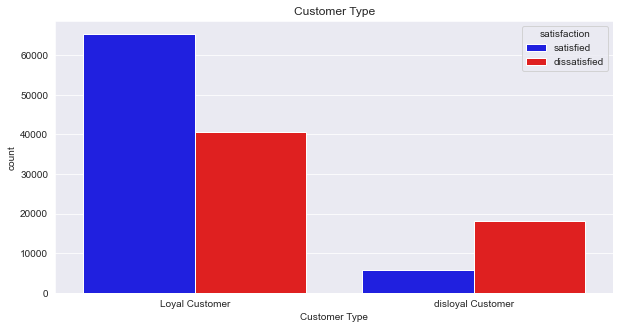 Customer Type
satisfaction
satisfied
dissatisfied
60000
50000
40000
30000
20000
10000
0
count
Loyal Customer
disloyal Customer
Customer Type